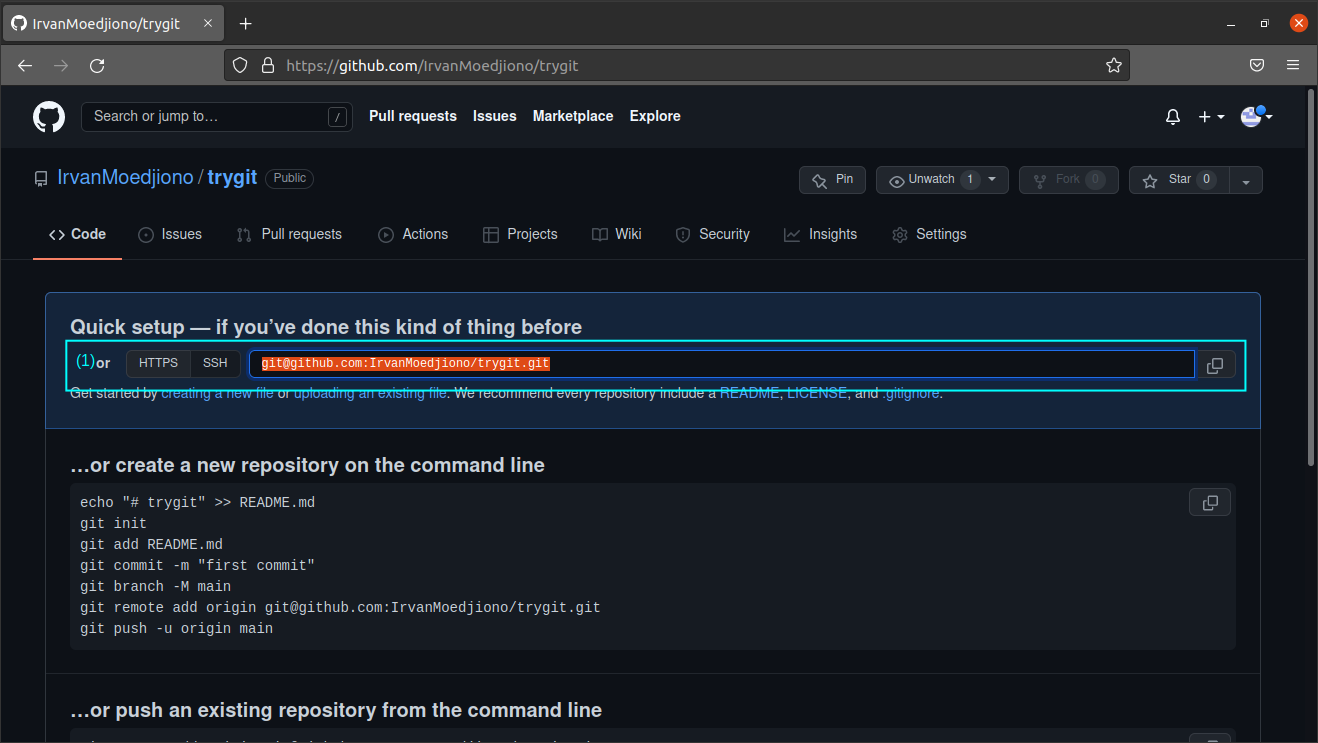 IrvanMoedjiono/trygit
https://github.com/IrvanMoedjiono/trygit
Search or jump to… /
Pull requests Issues Marketplace Explore
IrvanMoedjiono / trygit Public
Pin Unwatch 1 Fork 0 Star 0
Code Issues Pull requests Actions Projects Wiki Security Insights Settings
Quick setup — if you’ve done this kind of thing before
(1) or HTTPS SSH git@github.com:IrvanMoedjiono/trygit.git
Get started by creating a new file or uploading an existing file. We recommend every repository include a README, LICENSE, and .gitignore.
…or create a new repository on the command line
echo "# trygit" >> README.md
git init
git add README.md
git commit -m "first commit"
git branch -M main
git remote add origin git@github.com:IrvanMoedjiono/trygit.git
git push -u origin main
…or push an existing repository from the command line